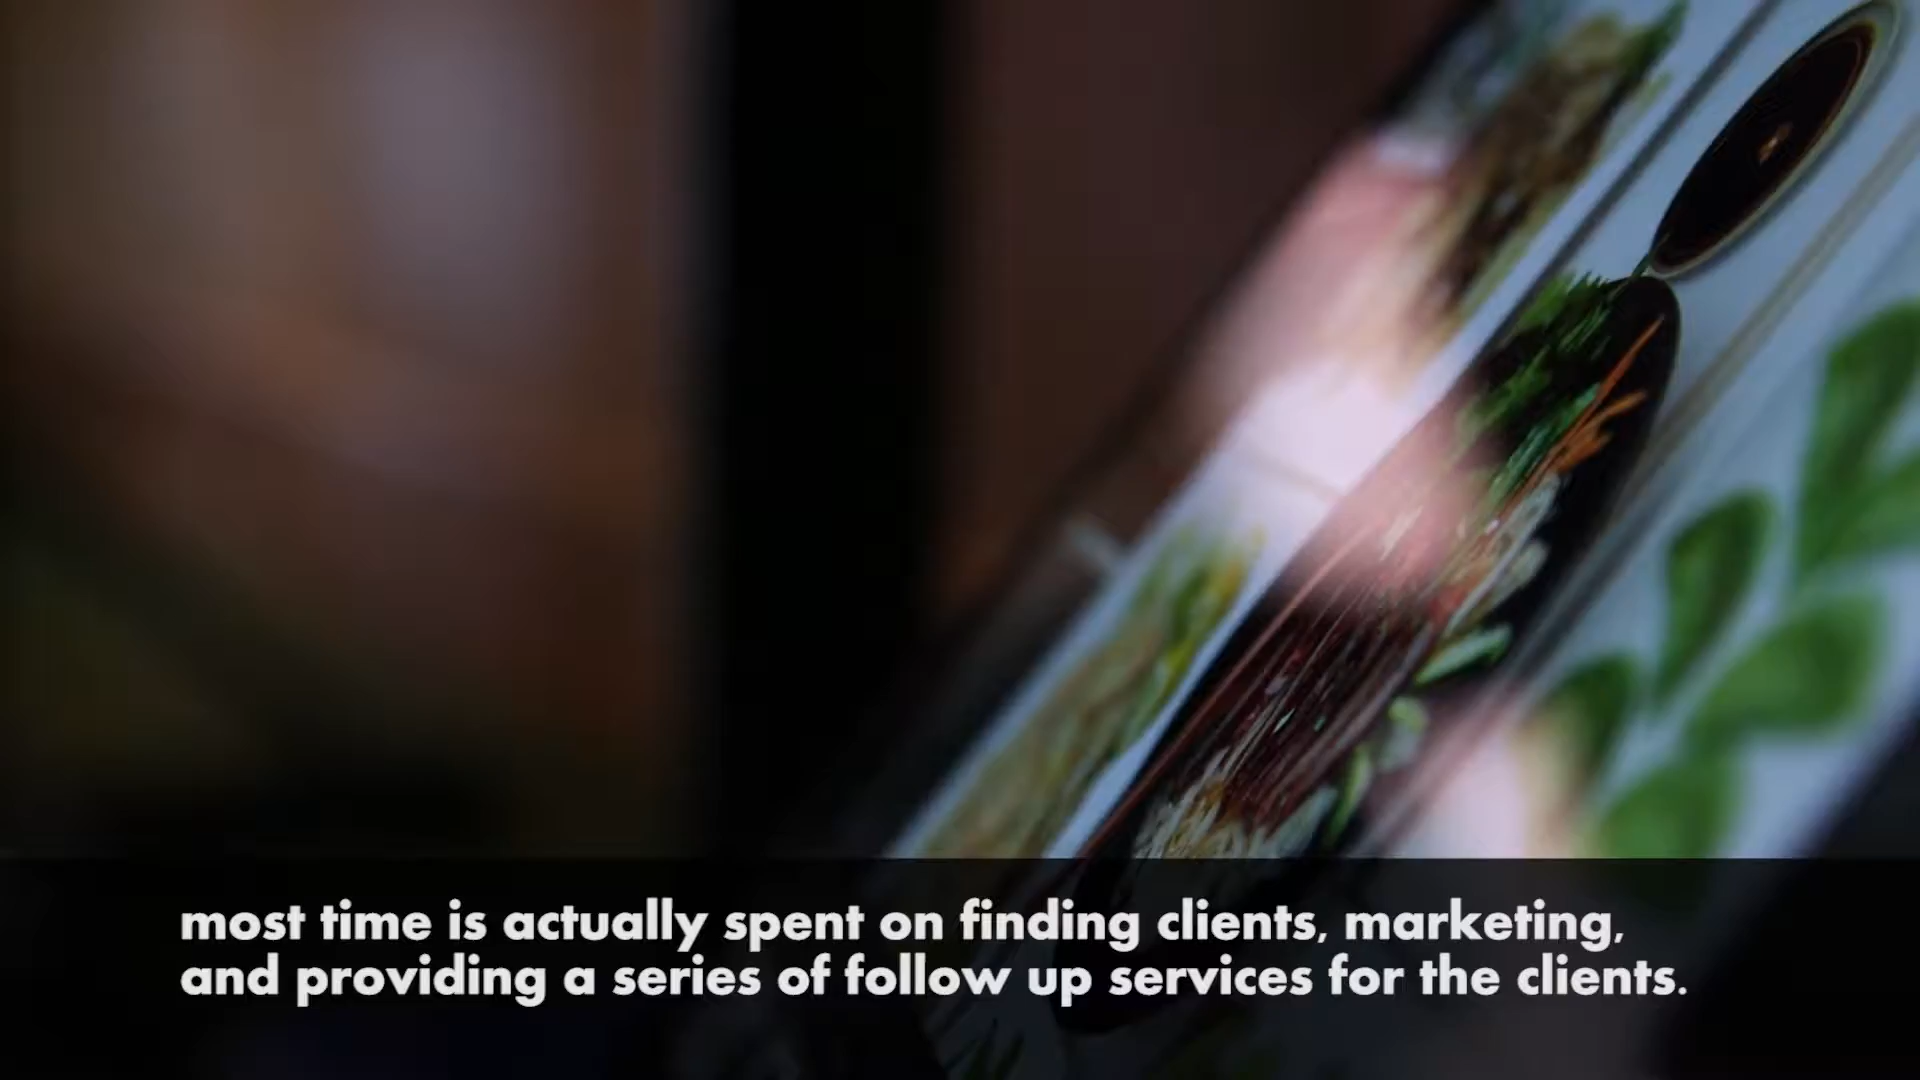 most time is actually spent on finding clients, marketing,
and providing a series of follow up services for the clients.